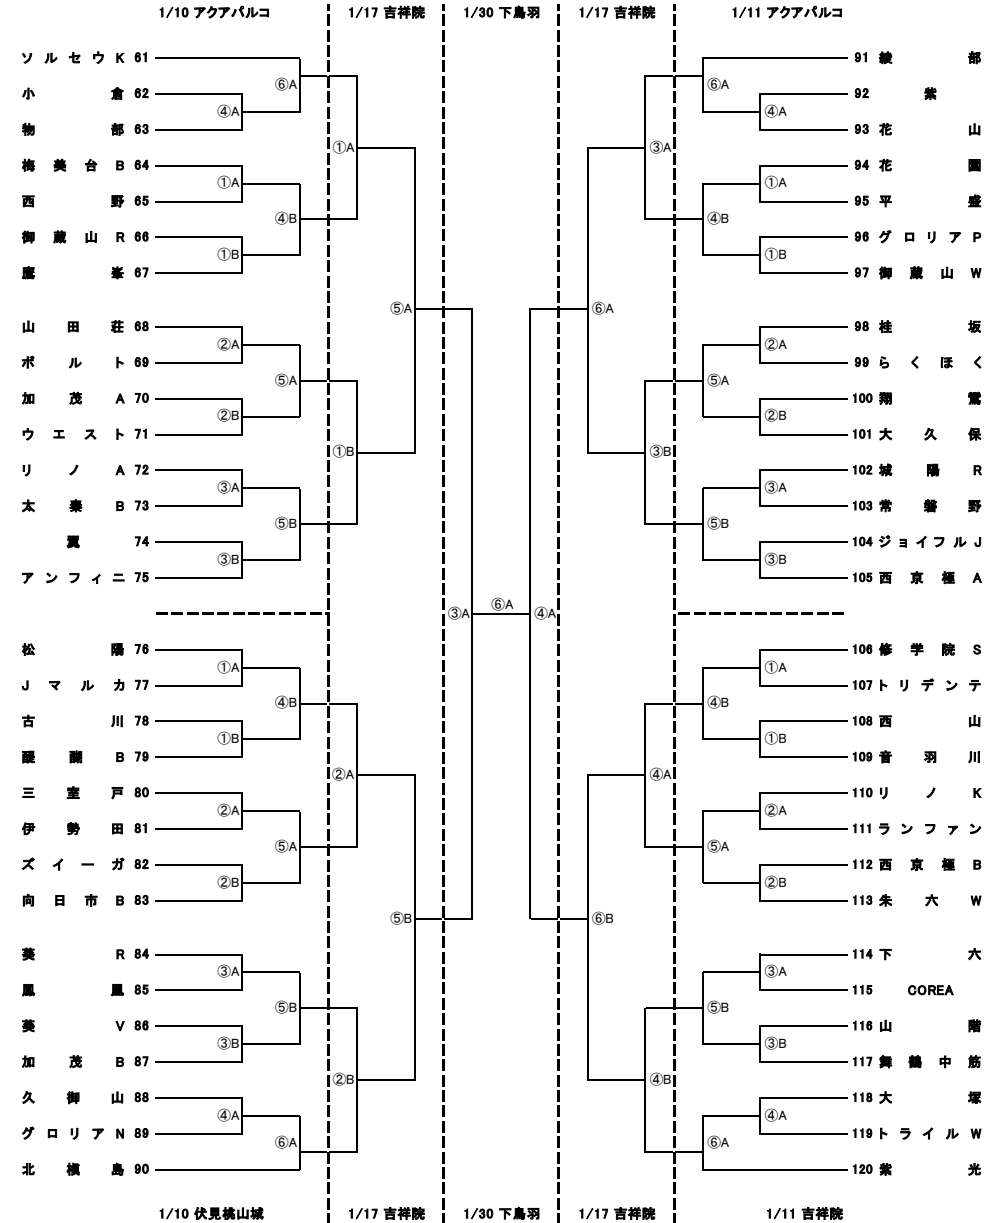 1/10 アクアパルコ 1/17 吉祥院 1/30 下鳥羽 1/17 吉祥院 1/11 アクアパルコ
ソルセウK 61 91 綾部
⑥A ⑥A
小倉 62 92 紫
④A ④A
物部 63 93 花山
①A ③A
梅美台B 64 94 花園
①A ①A
西野 65 95 平盛
④B ④B
御蔵山R 66 96 グロリアP
①B ①B
鷹峯 67 97 御蔵山W
⑤A ⑥A
山田荘 68 98 桂坂
②A ②A
ボルト 69 99 らくほく
⑤A ⑤A
加茂A 70 100 翔鸞
②B ②B
ウエスト 71 101 大久保
①B ③B
リノA 72 102 城陽R
③A ③A
太秦B 73 103 常磐野
⑤B ⑤B
翼 74 104 ジョイフルJ
③B ③B
アンフィニ 75 105 西京極A
③A ⑥A ④A
松陽 76 106 修学院S
①A ①A
Jマルカ 77 107 トリデンテ
④B ④B
古川 78 108 西山
①B ①B
醍醐B 79 109 音羽川
②A ④A
三室戸 80 110 リノK
②A ②A
伊勢田 81 111 ランファン
⑤A ⑤A
ズイーガ 82 112 西京極B
②B ②B
向日市B 83 113 朱六W
⑤B ⑥B
葵R 84 114 下六
③A ③A
鳳凰 85 115 COREA
⑤B ⑤B
葵V 86 116 山階
③B ③B
加茂B 87 117 舞鶴中筋
②B ④B
久御山 88 118 大塚
④A ④A
グロリアN 89 119 トライルW
⑥A ⑥A
北槇島 90 120 紫光
1/10 伏見桃山城 1/17 吉祥院 1/30 下鳥羽 1/17 吉祥院 1/11 吉祥院